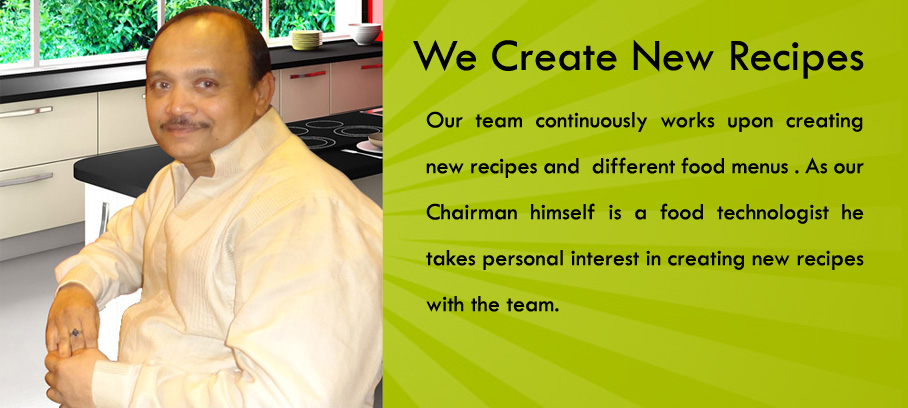 We Create New Recipes
Our team continuously works upon creating
new recipes and different food menus . As our
Chairman himself is a food technologist he
takes personal interest in creating new recipes
with the team.